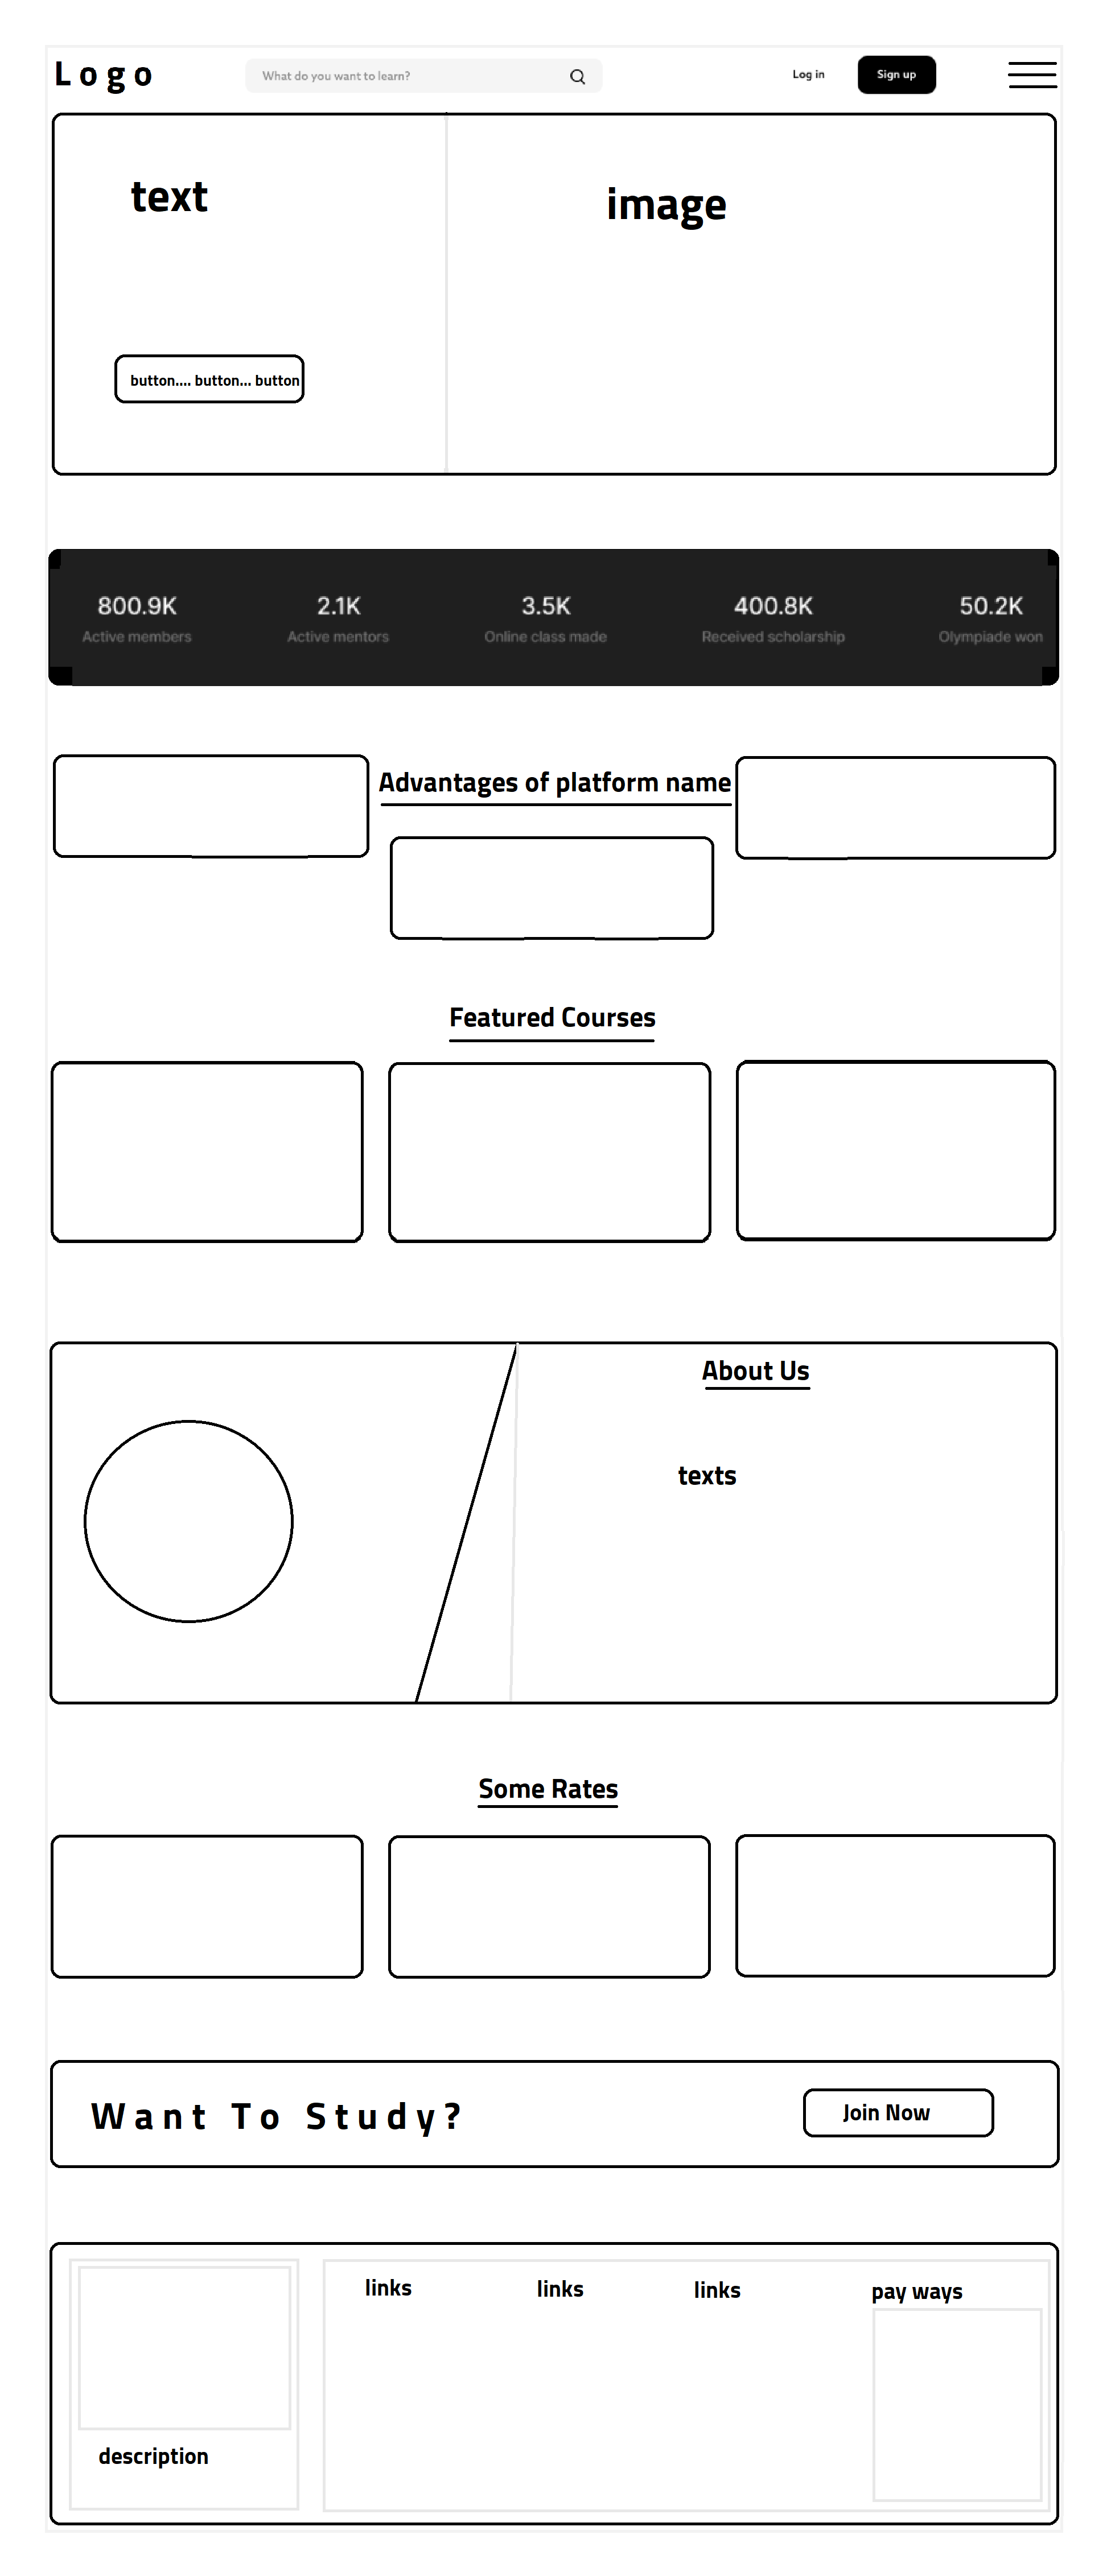 Logo
What do you want to learn?
Log in
Sign up
text
image
button.... button... button
800.9K
Active members
2.1K
Active mentors
3.5K
Online class made
400.8K
Received scholarship
50.2K
Olympiade won
Advantages of platform name
Featured Courses
About Us
texts
Some Rates
Want To Study?
Join Now
links
links
links
pay ways
description